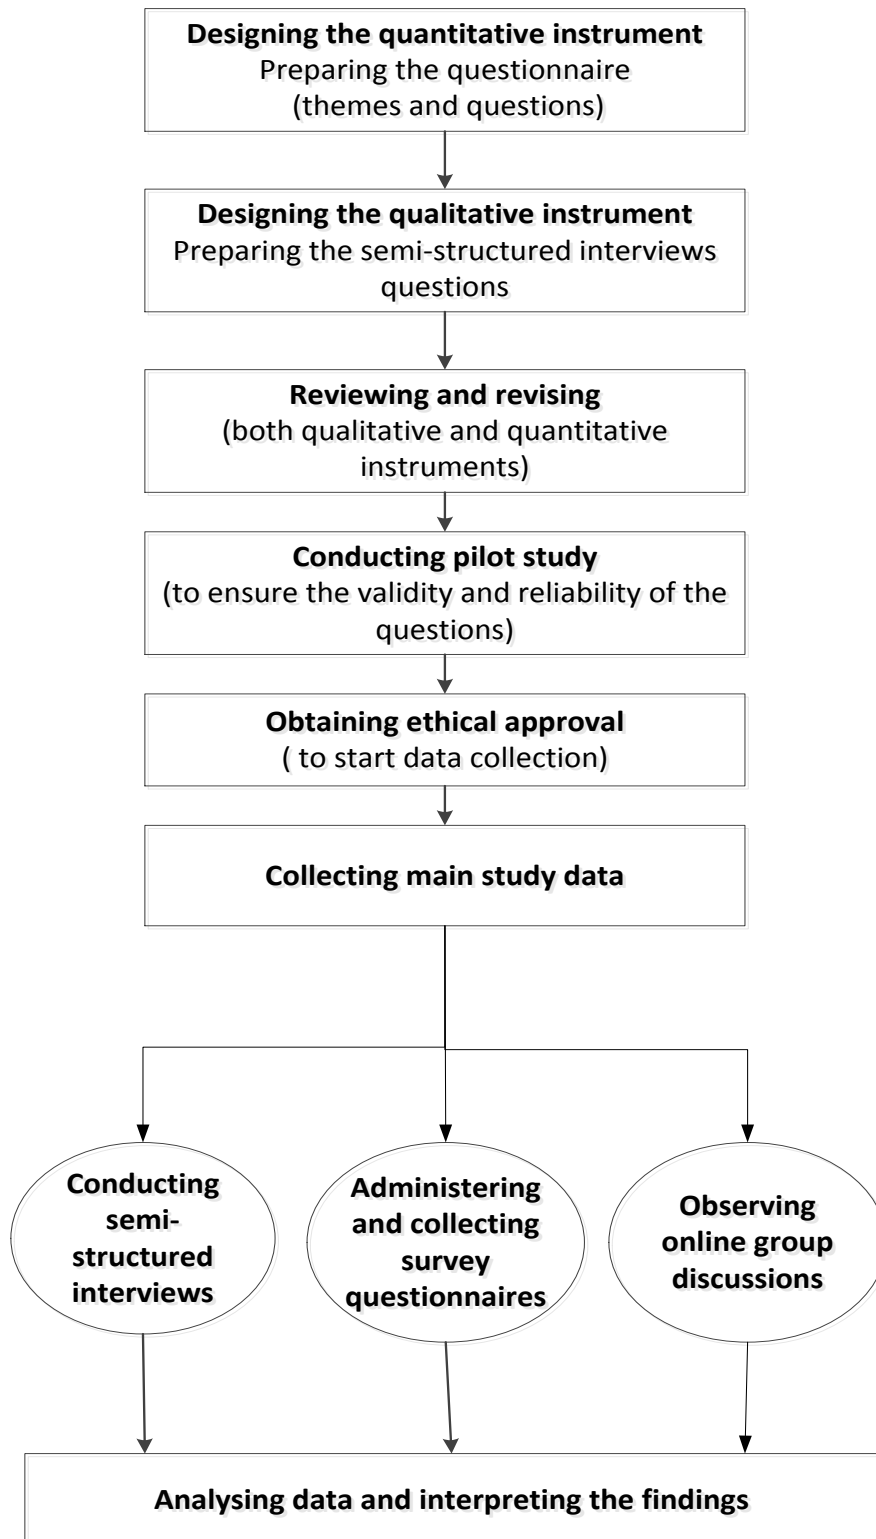 Designing the quantitative instrument
Preparing the questionnaire
(themes and questions)
Designing the qualitative instrument
Preparing the semi-structured interviews
questions
Reviewing and revising
(both qualitative and quantitative
instruments)
Conducting pilot study
(to ensure the validity and reliability of the
questions)
Obtaining ethical approval
( to start data collection)
Collecting main study data
Conducting
semi-
structured
interviews
Administering
and collecting
survey
questionnaires
Observing
online group
discussions
Analysing data and interpreting the findings